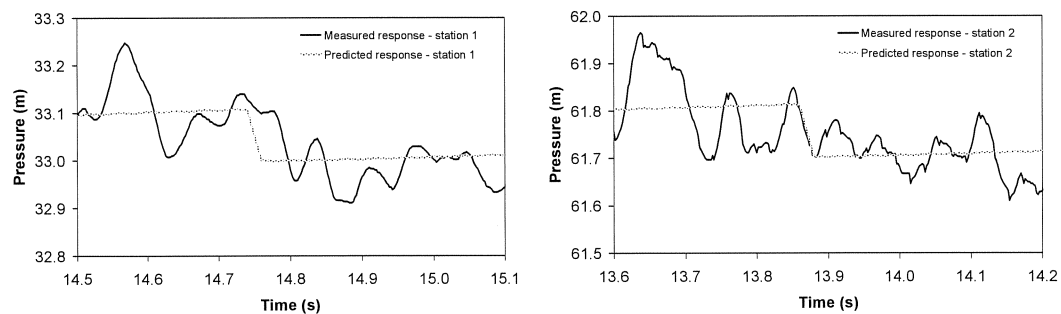 33.3
33.2
33.1
33.0
32.9
32.8
Pressure (m)
Measured response - station 1
Predicted response - station 1
14.5 14.6 14.7 14.8 14.9 15.0 15.1
Time (s)
62.0
61.9
61.8
61.7
61.6
61.5
Pressure (m)
Measured response - station 2
Predicted response - station 2
13.6 13.7 13.8 13.9 14.0 14.1 14.2
Time (s)